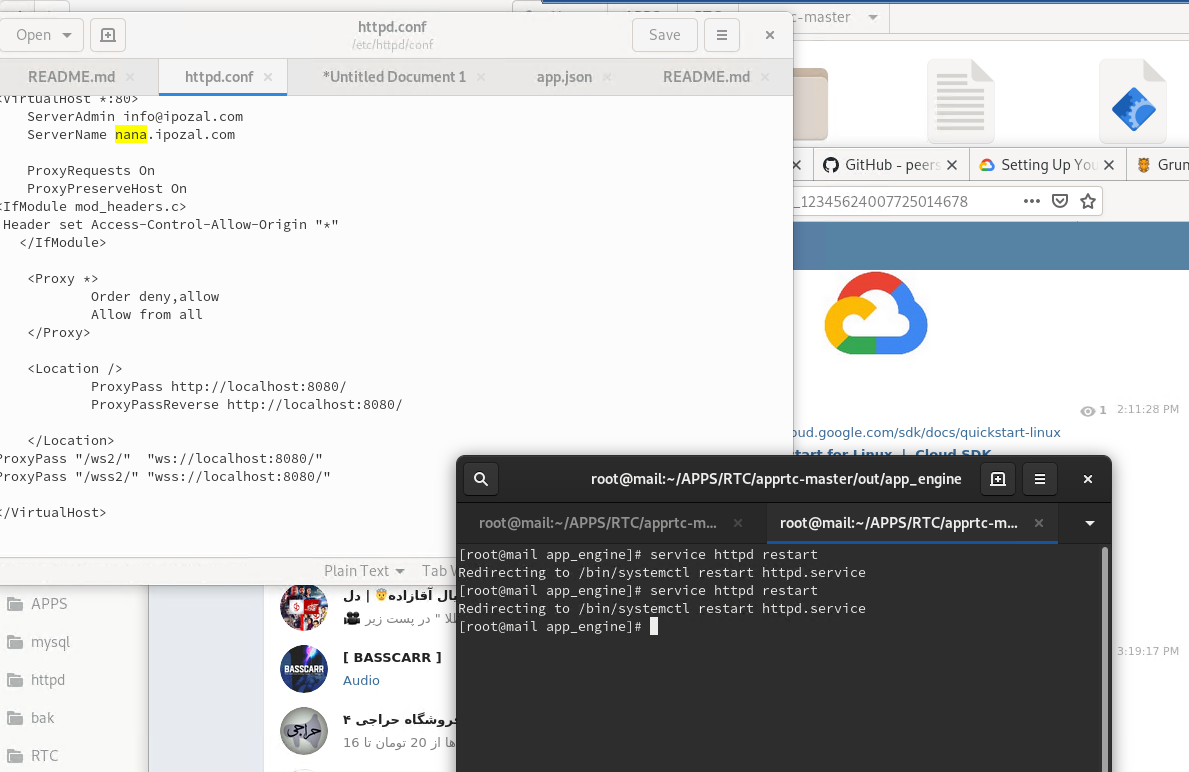 c-master
Open
httpd.conf
/etc/httpd/conf
Save
README.md
httpd.conf
*Untitled Document 1
app.json
README.md
<VirtualHost *:80>
ServerAdmin info@ipozal.com
ServerName nana.ipozal.com
ProxyRequests On
ProxyPreserveHost On
<IfModule mod_headers.c>
Header set Access-Control-Allow-Origin "*"
</IfModule>
<Proxy *>
Order deny,allow
Allow from all
</Proxy>
<Location />
ProxyPass http://localhost:8080/
ProxyPassReverse http://localhost:8080/
</Location>
ProxyPass "/ws2/"  "ws://localhost:8080/"
ProxyPass "/wss2/" "wss://localhost:8080/"
</VirtualHost>
Plain Text
Tab
GitHub - peers
Setting Up You
Grun
_12345624007725014678
1 2:11:28 PM
oud.google.com/sdk/docs/quickstart-linux
start for Linux | Cloud SDK
3:19:17 PM
root@mail:~/APPS/RTC/apprtc-master/out/app_engine
root@mail:~/APPS/RTC/apprtc-m...
root@mail:~/APPS/RTC/apprtc-m...
[root@mail app_engine]# service httpd restart
Redirecting to /bin/systemctl restart httpd.service
[root@mail app_engine]# service httpd restart
Redirecting to /bin/systemctl restart httpd.service
[root@mail app_engine]#
APPS
mysql
httpd
bak
RTC
آقازاده | دل
" در پست زیر
BASSCARR
[ BASSCARR ]
Audio
حراجی
فروشگاه حراجی ۴
ها از 20 تومان تا 16